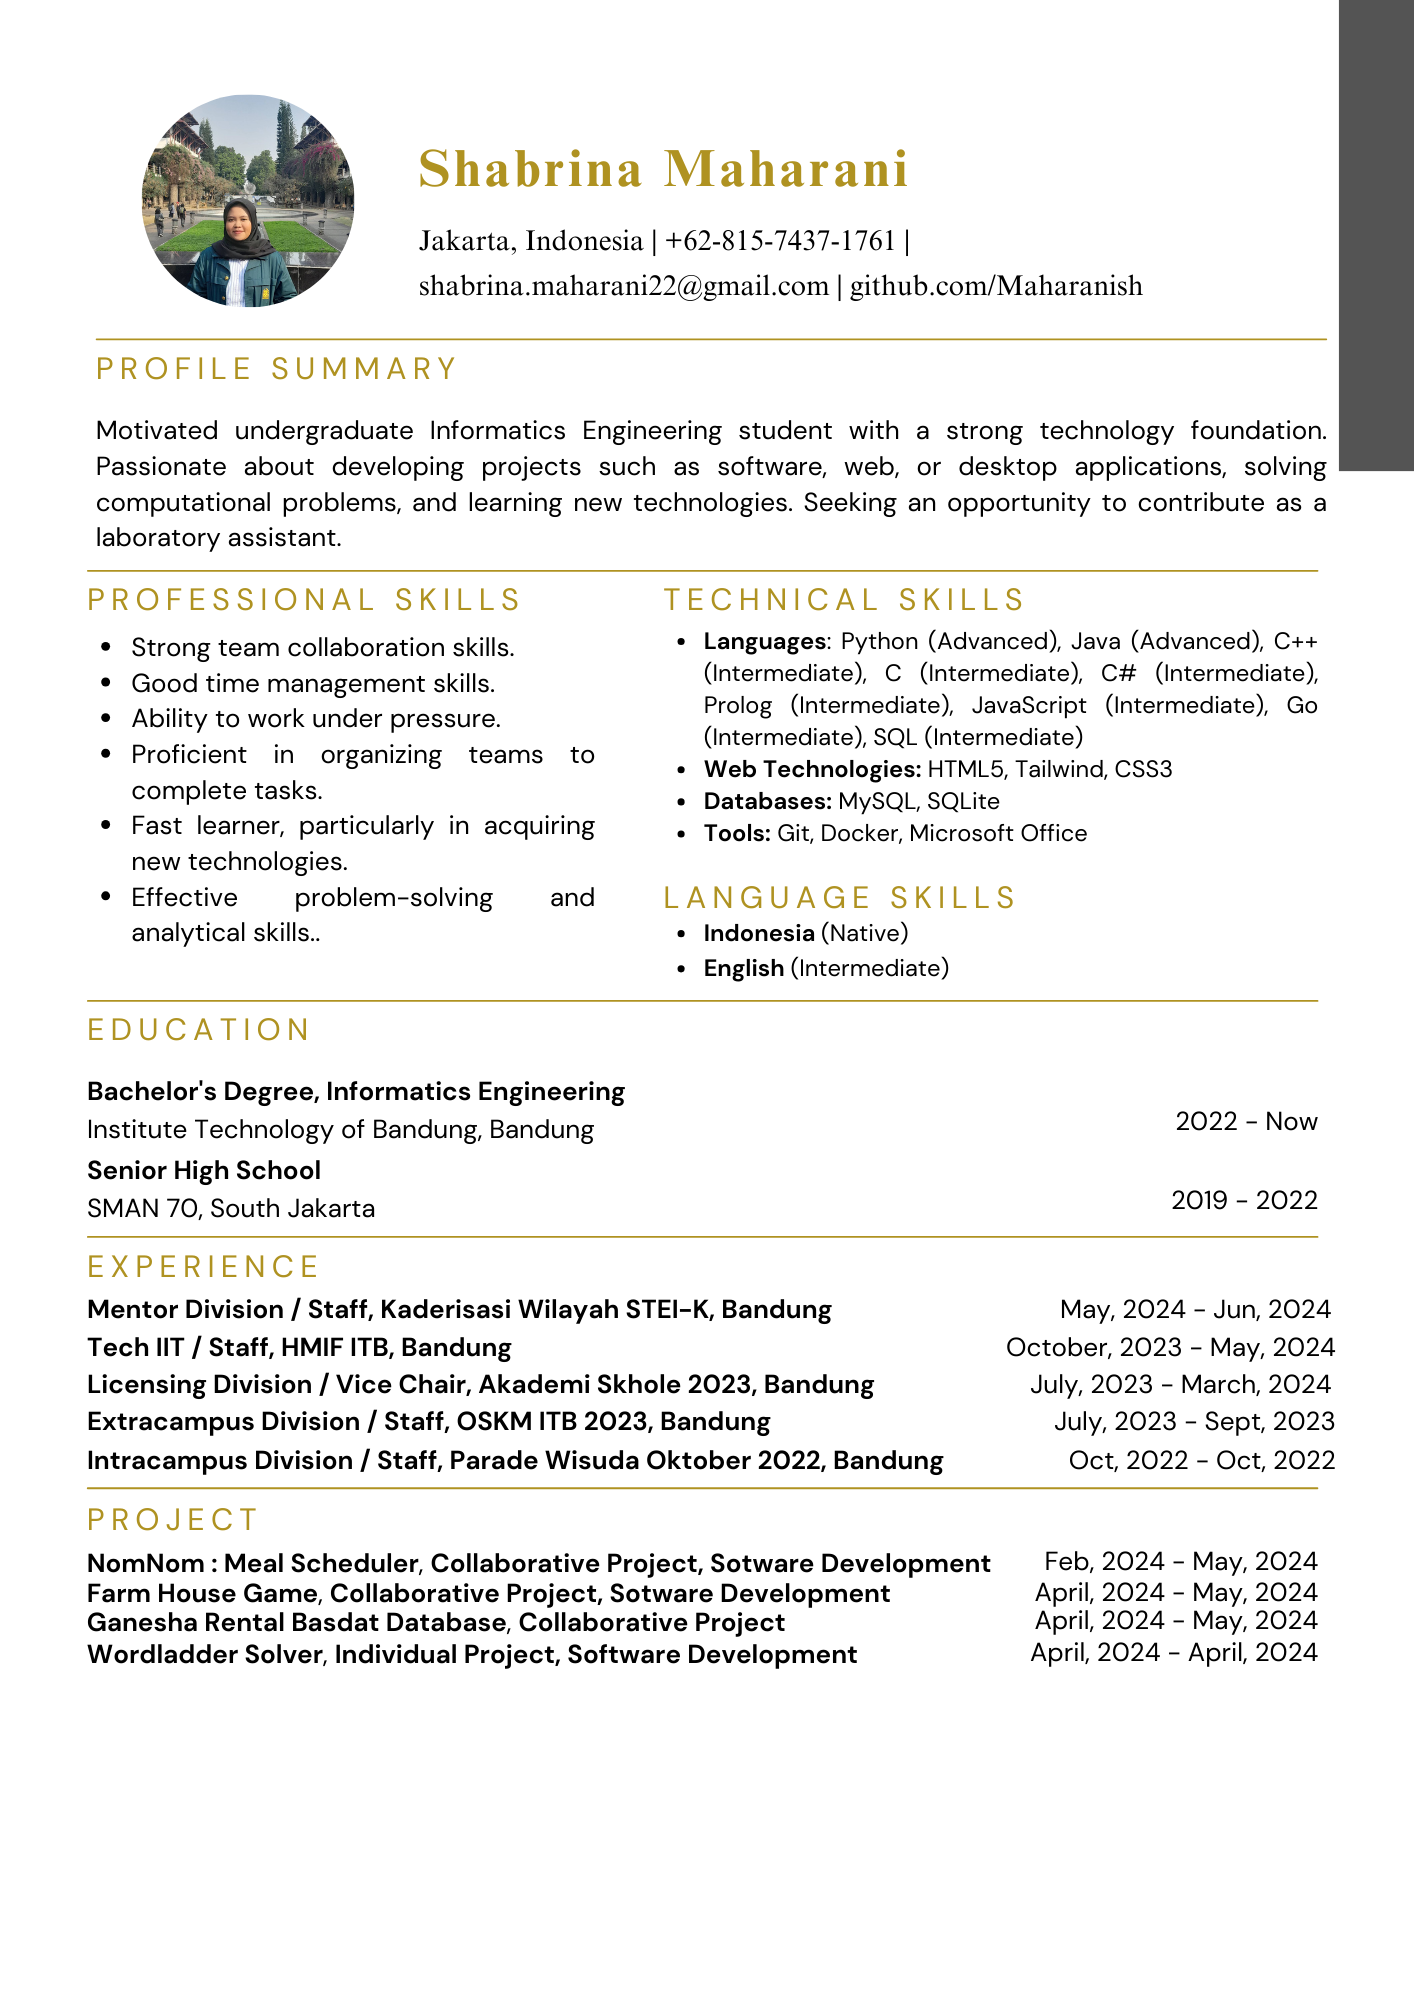 Shabrina Maharani
Jakarta, Indonesia | +62-815-7437-1761 |
shabrina.maharani22@gmail.com | github.com/Maharanish
PROFILE SUMMARY
Motivated undergraduate Informatics Engineering student with a strong technology foundation.
Passionate about developing projects such as software, web, or desktop applications, solving
computational problems, and learning new technologies. Seeking an opportunity to contribute as a
laboratory assistant.
PROFESSIONAL SKILLS
• Strong team collaboration skills.
• Good time management skills.
• Ability to work under pressure.
• Proficient in organizing teams to
complete tasks.
• Fast learner, particularly in acquiring
new technologies.
• Effective problem-solving and
analytical skills..
TECHNICAL SKILLS
• Languages: Python (Advanced), Java (Advanced), C++
(Intermediate), C (Intermediate), C# (Intermediate),
Prolog (Intermediate), JavaScript (Intermediate), Go
(Intermediate), SQL (Intermediate)
• Web Technologies: HTML5, Tailwind, CSS3
• Databases: MySQL, SQLite
• Tools: Git, Docker, Microsoft Office
LANGUAGE SKILLS
• Indonesia (Native)
• English (Intermediate)
EDUCATION
Bachelor's Degree, Informatics Engineering
Institute Technology of Bandung, Bandung 2022 - Now
Senior High School
SMAN 70, South Jakarta 2019 - 2022
EXPERIENCE
Mentor Division / Staff, Kaderisasi Wilayah STEI-K, Bandung May, 2024 - Jun, 2024
Tech IIT / Staff, HMIF ITB, Bandung October, 2023 - May, 2024
Licensing Division / Vice Chair, Akademi Skhole 2023, Bandung July, 2023 - March, 2024
Extracampus Division / Staff, OSKM ITB 2023, Bandung July, 2023 - Sept, 2023
Intracampus Division / Staff, Parade Wisuda Oktober 2022, Bandung Oct, 2022 - Oct, 2022
PROJECT
NomNom : Meal Scheduler, Collaborative Project, Sotware Development Feb, 2024 - May, 2024
Farm House Game, Collaborative Project, Sotware Development April, 2024 - May, 2024
Ganesha Rental Basdat Database, Collaborative Project April, 2024 - May, 2024
Wordladder Solver, Individual Project, Software Development April, 2024 - April, 2024